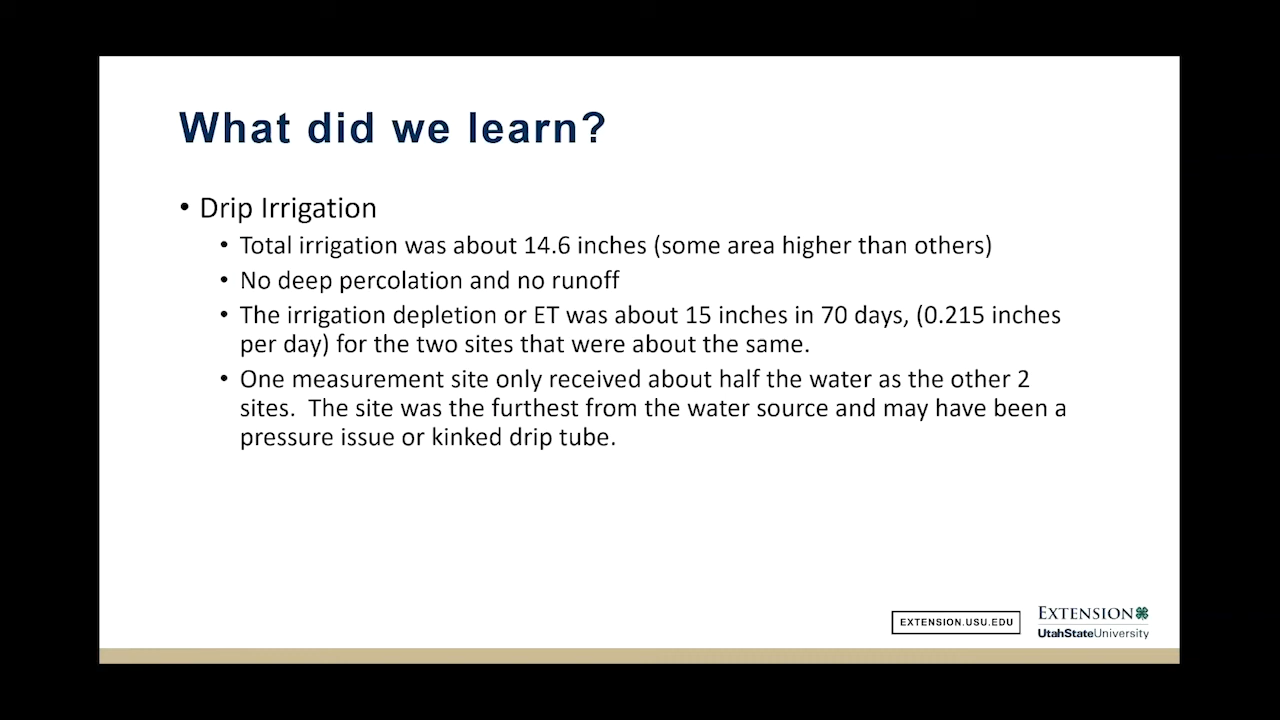 What did we learn?
• Drip Irrigation
• Total irrigation was about 14.6 inches (some area higher than others)
• No deep percolation and no runoff
• The irrigation depletion or ET was about 15 inches in 70 days, (0.215 inches
per day) for the two sites that were about the same.
• One measurement site only received about half the water as the other 2
sites.  The site was the furthest from the water source and may have been a
pressure issue or kinked drip tube.
EXTENSION.USU.EDU
EXTENSION
UtahStateUniversity